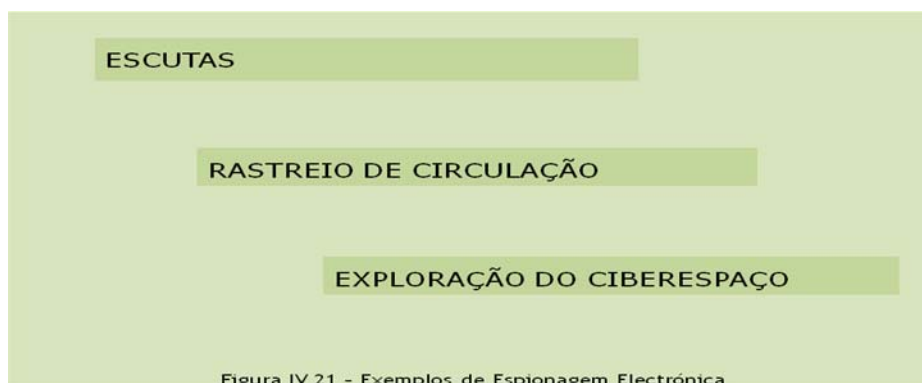 ESCUTAS
RASTREIO DE CIRCULAÇÃO
EXPLORAÇÃO DO CIBERESPAÇO
Figura IV.21 - Exemplos de Espionagem Electrónica